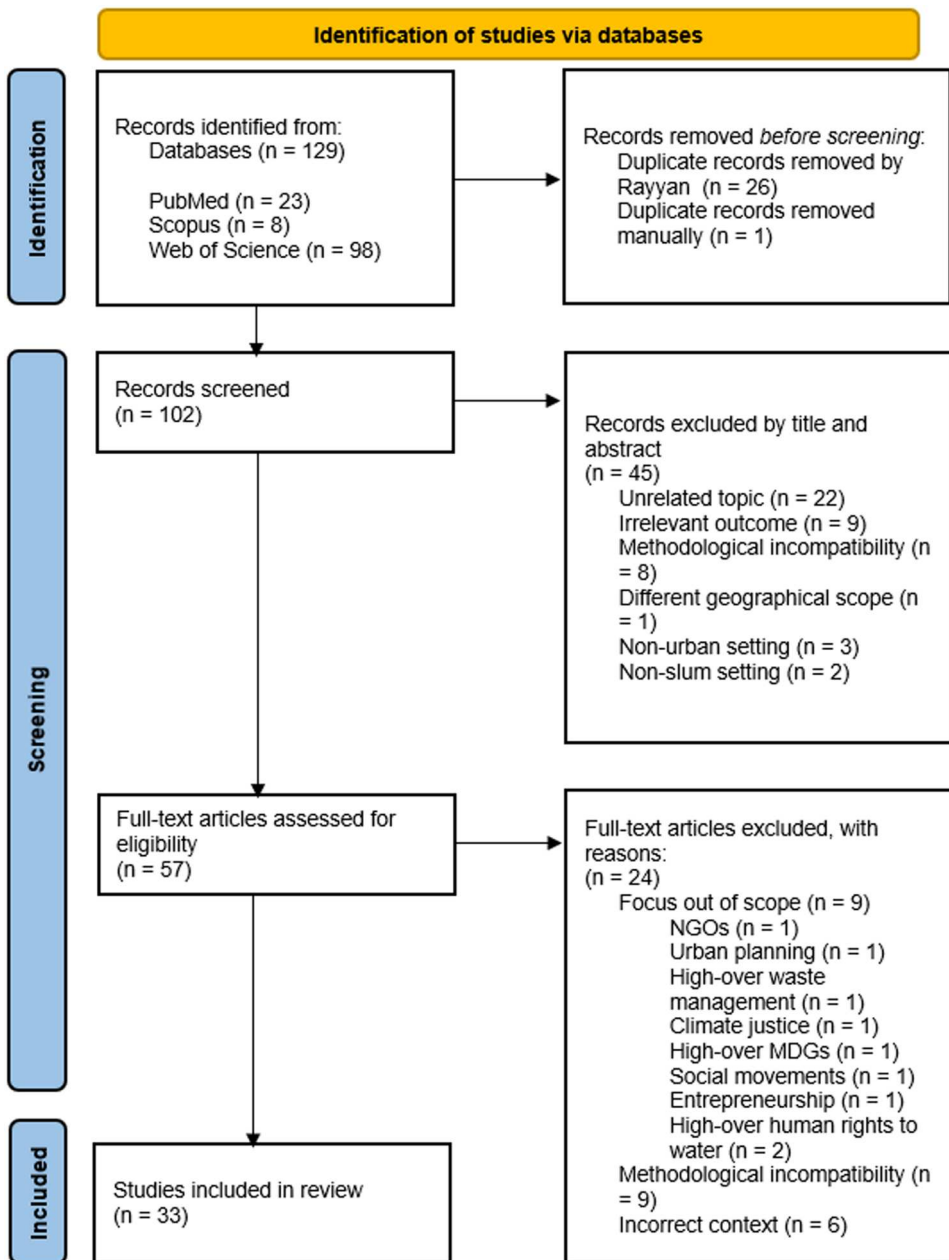 Identification of studies via databases
Identification
Records identified from:
Databases (n = 129)
PubMed (n = 23)
Scopus (n = 8)
Web of Science (n = 98)
Records removed before screening:
Duplicate records removed by
Rayyan (n = 26)
Duplicate records removed
manually (n = 1)
Screening
Records screened
(n = 102)
Records excluded by title and
abstract
(n = 45)
Unrelated topic (n = 22)
Irrelevant outcome (n = 9)
Methodological incompatibility (n
= 8)
Different geographical scope (n
= 1)
Non-urban setting (n = 3)
Non-slum setting (n = 2)
Full-text articles assessed for
eligibility
(n = 57)
Full-text articles excluded, with
reasons:
(n = 24)
Focus out of scope (n = 9)
NGOs (n = 1)
Urban planning (n = 1)
High-over waste
management (n = 1)
Climate justice (n = 1)
High-over MDGs (n = 1)
Social movements (n = 1)
Entrepreneurship (n = 1)
High-over human rights to
water (n = 2)
Methodological incompatibility (n
= 9)
Incorrect context (n = 6)
Included
Studies included in review
(n = 33)